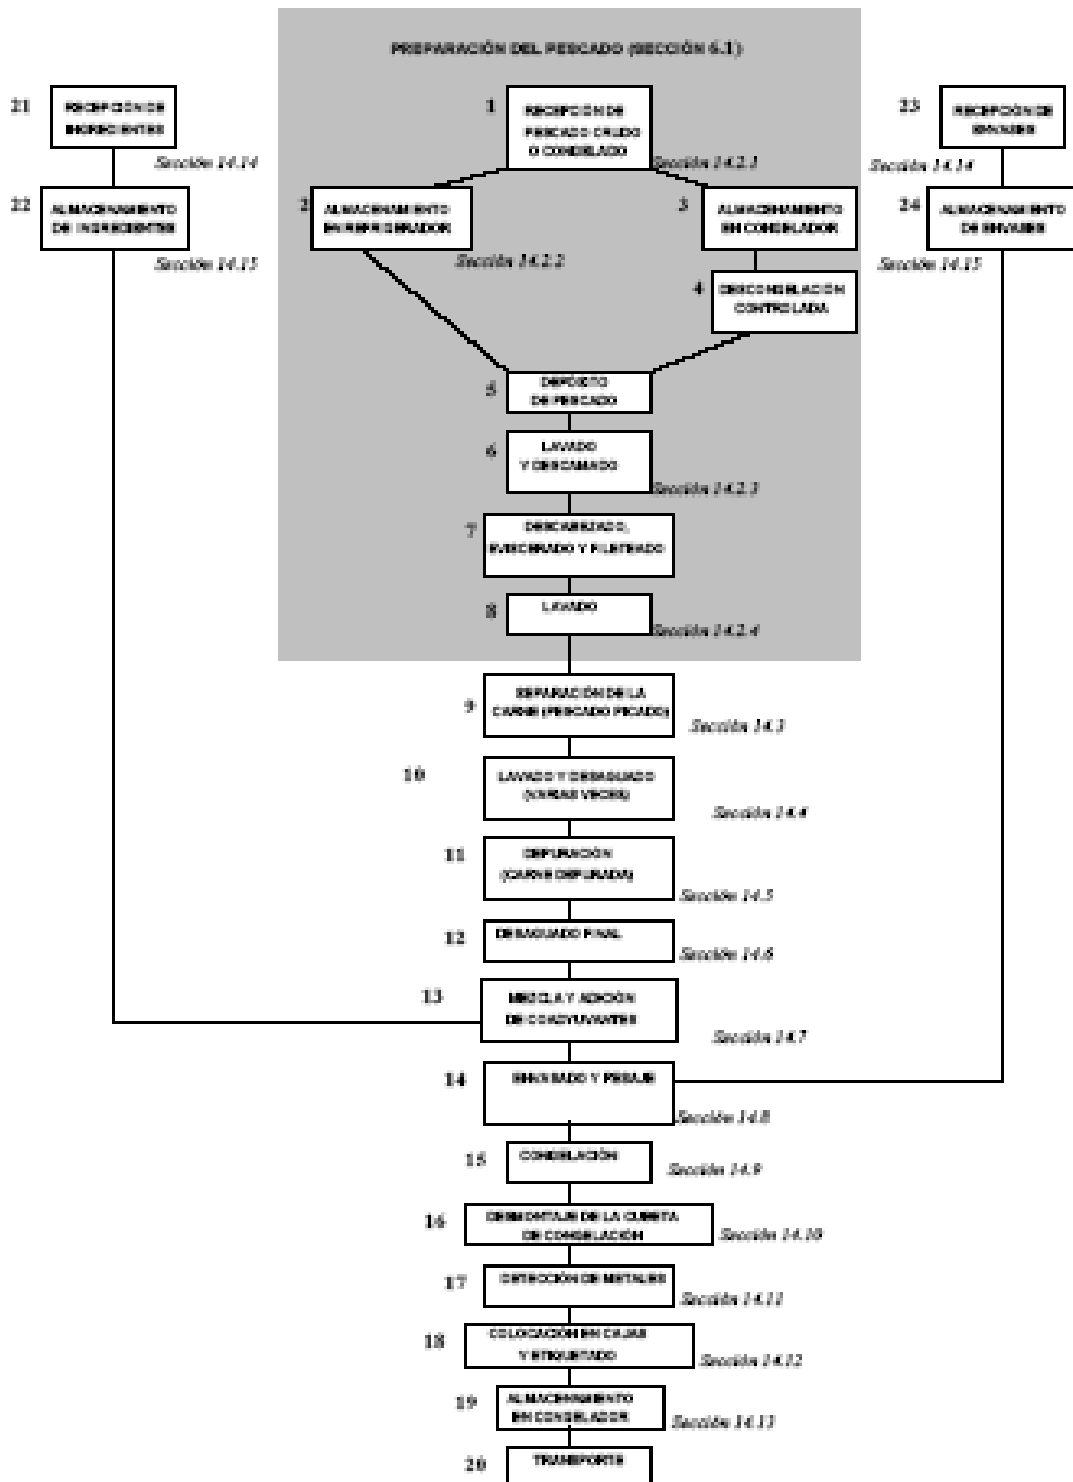 PREPARACIÓN DEL PESCADO (SECCIÓN 6.1)
21
RECEPCIÓN DE
INGREDIENTES
Sección 14.14
1
RECEPCIÓN DE
PESCADO CRUDO
O CONGELADO
Sección 14.2.1
23
RECEPCIÓN DE
ENVASES
Sección 14.14
22
ALMACENAMIENTO
DE INGREDIENTES
Sección 14.15
2
ALMACENAMIENTO
EN REFRIGERADOR
Sección 14.2.2
3
ALMACENAMIENTO
EN CONGELADOR
24
ALMACENAMIENTO
DE ENVASES
Sección 14.15
4
DESCONGELACIÓN
CONTROLADA
5
DEPÓSITO
DE PESCADO
6
LAVADO
Y DESCAMADO
Sección 14.2.3
7
DESCABEZADO,
EVISCERADO Y FILETEADO
8
LAVADO
Sección 14.2.4
9
SEPARACIÓN DE LA
CARNE (PESCADO PICADO)
Sección 14.3
10
LAVADO Y DESAGUADO
(VARIAS VECES)
Sección 14.4
11
DEPURACIÓN
(CARNE DEPURADA)
Sección 14.5
12
DESAGUADO FINAL
Sección 14.6
13
MEZCLA Y ADICIÓN
DE COADYUVANTES
Sección 14.7
14
ENVASADO Y PESAJE
Sección 14.8
15
CONGELACIÓN
Sección 14.9
16
DESMONTAJE DE LA CUBETA
DE CONGELACIÓN
Sección 14.10
17
DETECCIÓN DE METALES
Sección 14.11
18
COLOCACIÓN EN CAJAS
Y ETIQUETADO
Sección 14.12
19
ALMACENAMIENTO
EN CONGELADOR
Sección 14.13
20
TRANSPORTE